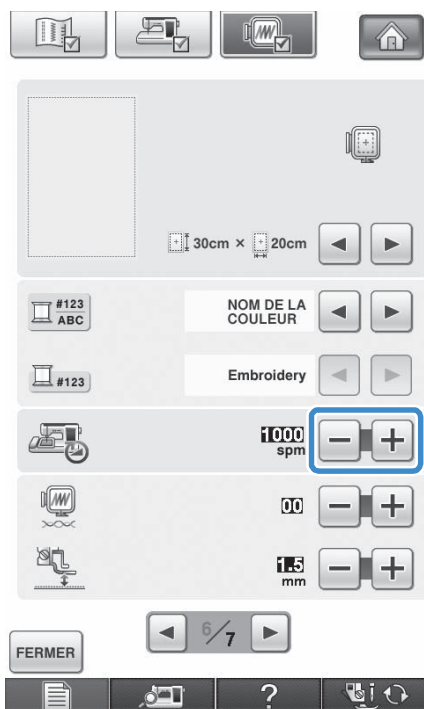 30cm × 20cm
#123
ABC
NOM DE LA
COULEUR
#123
Embroidery
1000
spm
00
1.5
mm
6/7
FERMER
?